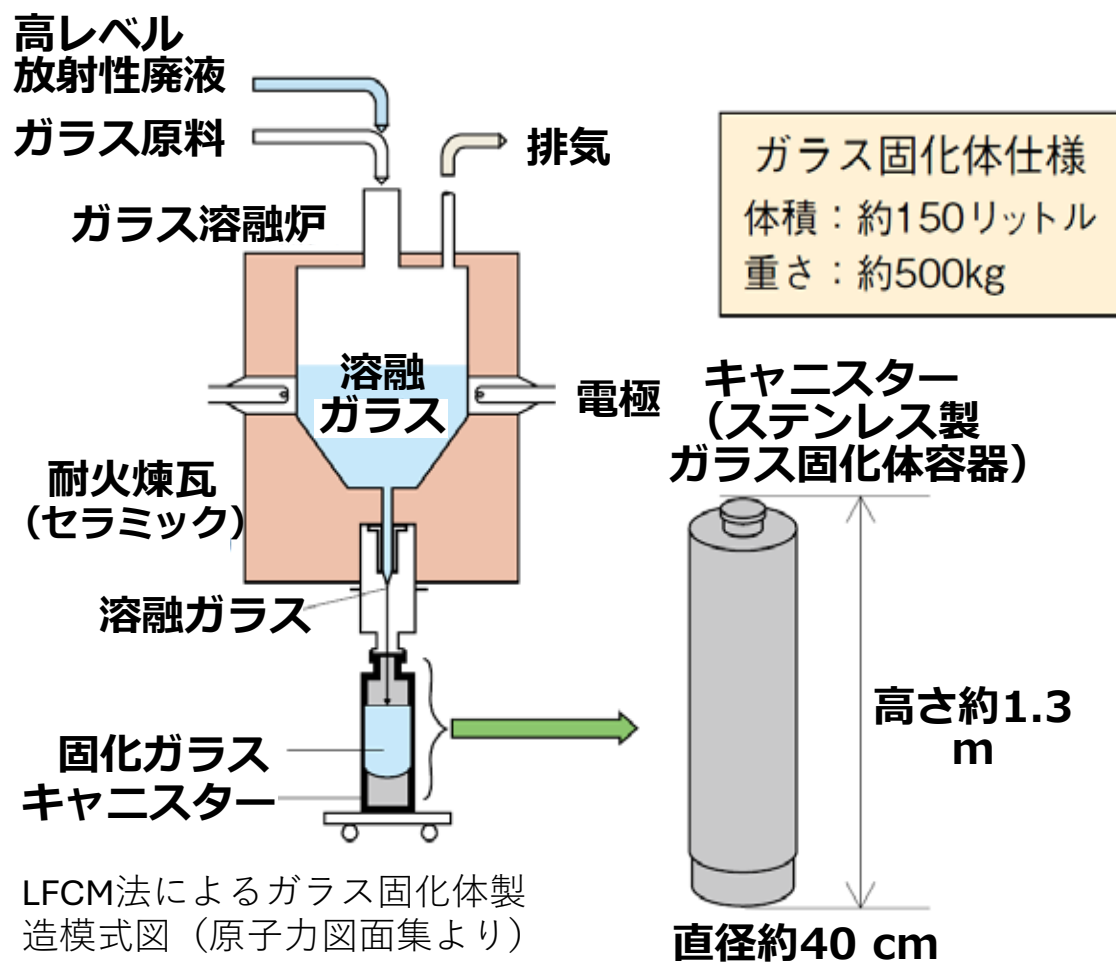 高レベル
放射性廃液
ガラス原料
排気
ガラス溶融炉
ガラス固化体仕様
体積：約150リットル
重さ：約500kg
溶融
ガラス
電極
キャニスター
（ステンレス製
ガラス固化体容器）
耐火煉瓦
(セラミック)
溶融ガラス
高さ約1.3
m
固化ガラス
キャニスター
LFCM法によるガラス固化体製
造模式図（原子力図面集より）
直径約40 cm